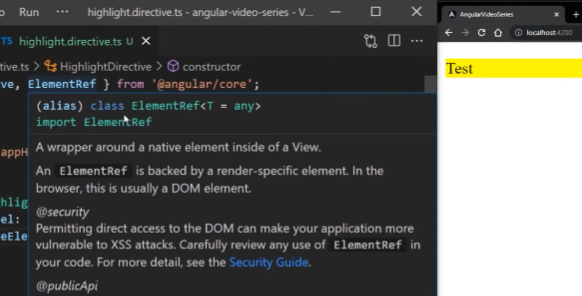 Run ··· highlight.directive.ts - angular-video-series - V...
TS highlight.directive.ts U
tive.ts > HighlightDirective > constructor
ve, ElementRef } from '@angular/core';
(alias) class ElementRef<T = any>
import ElementRef
A wrapper around a native element inside of a View.
An ElementRef is backed by a render-specific element. In the
browser, this is usually a DOM element.
appH
@security
hlig
Permitting direct access to the DOM can make your application more
el:
vulnerable to XSS attacks. Carefully review any use of ElementRef in
eEle
your code. For more detail, see the Security Guide.
@publicApi
AngularVideoSeries
localhost:4200
Test